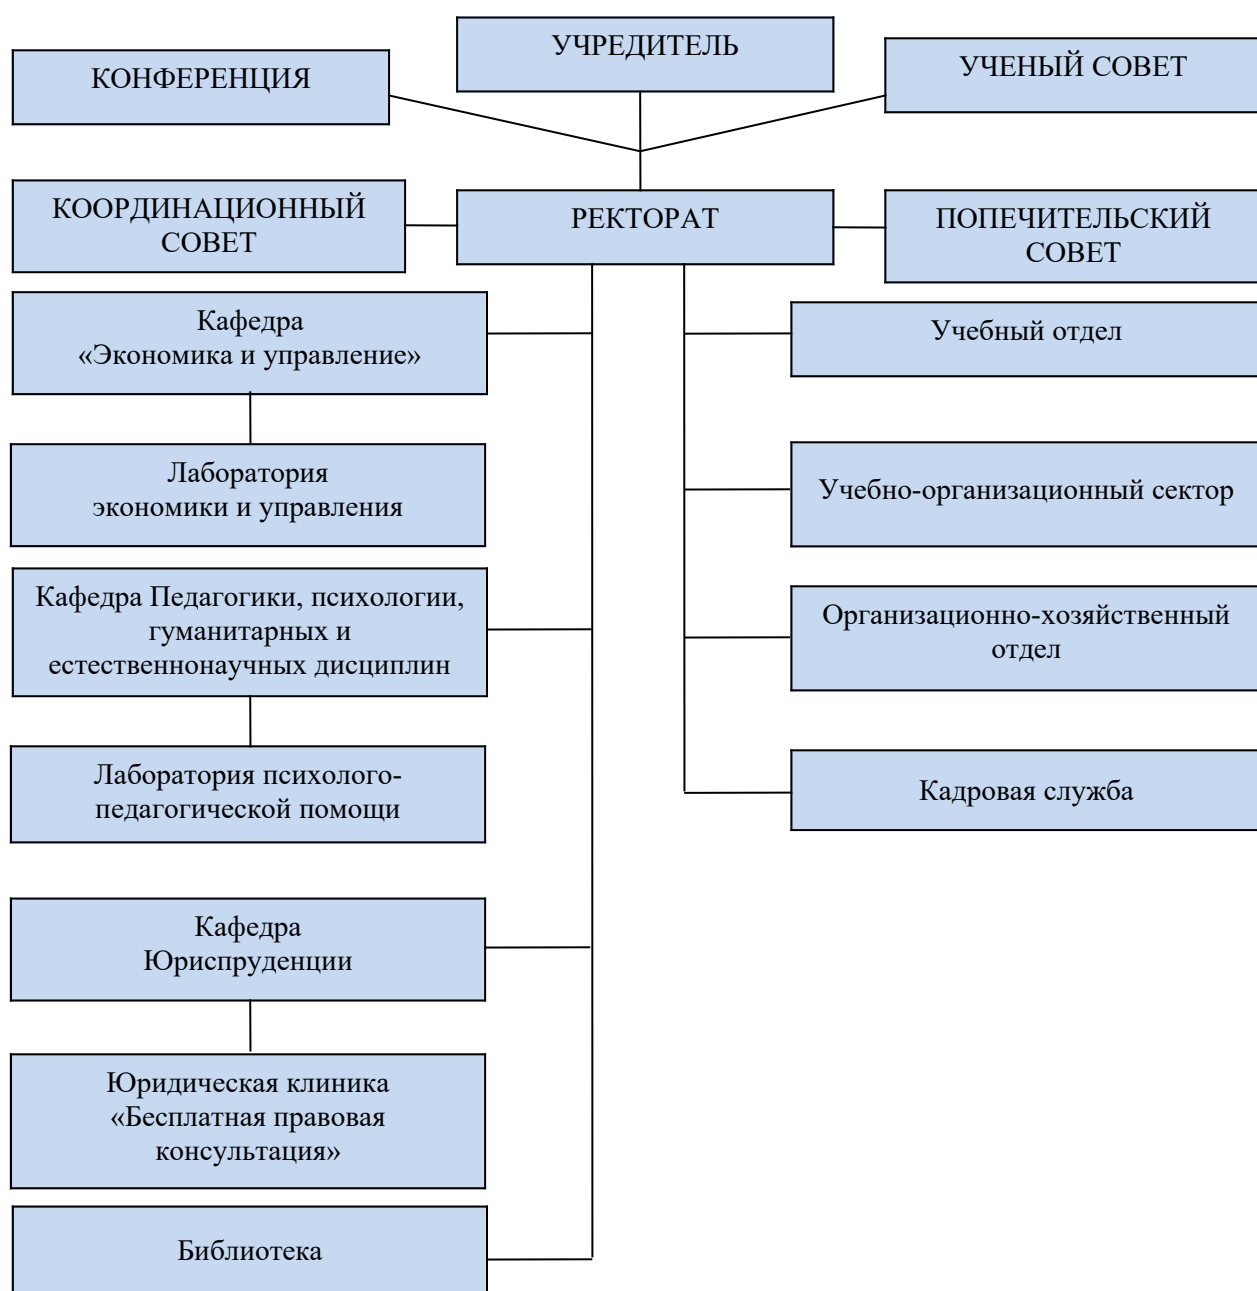 УЧРЕДИТЕЛЬ
КОНФЕРЕНЦИЯ
УЧЕНЫЙ СОВЕТ
КООРДИНАЦИОННЫЙ
СОВЕТ
РЕКТОРАТ
ПОПЕЧИТЕЛЬСКИЙ
СОВЕТ
Кафедра
«Экономика и управление»
Учебный отдел
Лаборатория
экономики и управления
Учебно-организационный сектор
Кафедра Педагогики, психологии,
гуманитарных и
естественнонаучных дисциплин
Организационно-хозяйственный
отдел
Лаборатория психолого-
педагогической помощи
Кадровая служба
Кафедра
Юриспруденции
Юридическая клиника
«Бесплатная правовая
консультация»
Библиотека